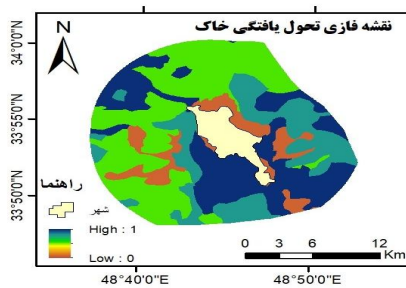 نقشه فازی تحول یافتگی خاک
N
34°0'0"N
33°55'0"N
33°50'0"N
راهنما
شهر
High : 1
Low : 0
0 3 6 12
Km
48°40'0"E
48°50'0"E